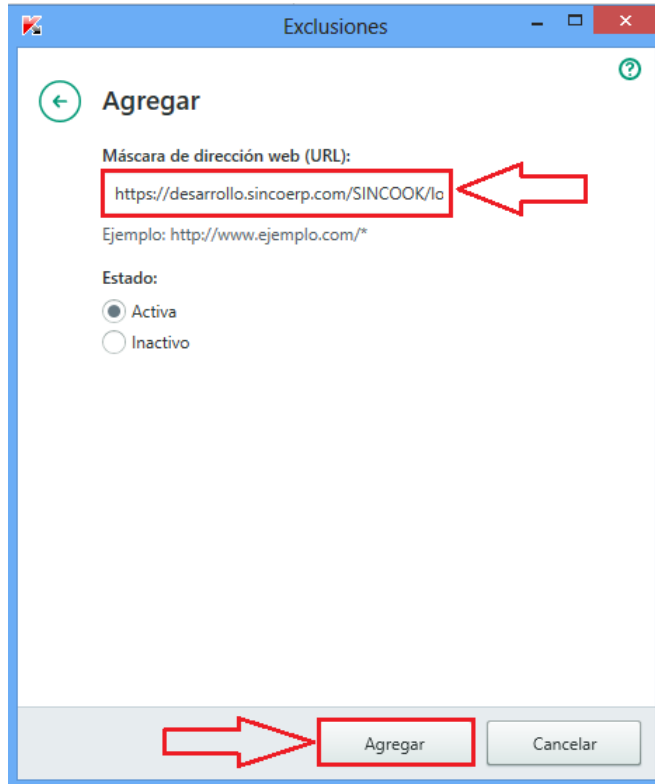 Exclusiones
Agregar
Máscara de dirección web (URL):
https://desarrollo.sincoerp.com/SINCOOK/lo
Ejemplo: http://www.ejemplo.com/*
Estado:
Activa
Inactivo
Agregar
Cancelar